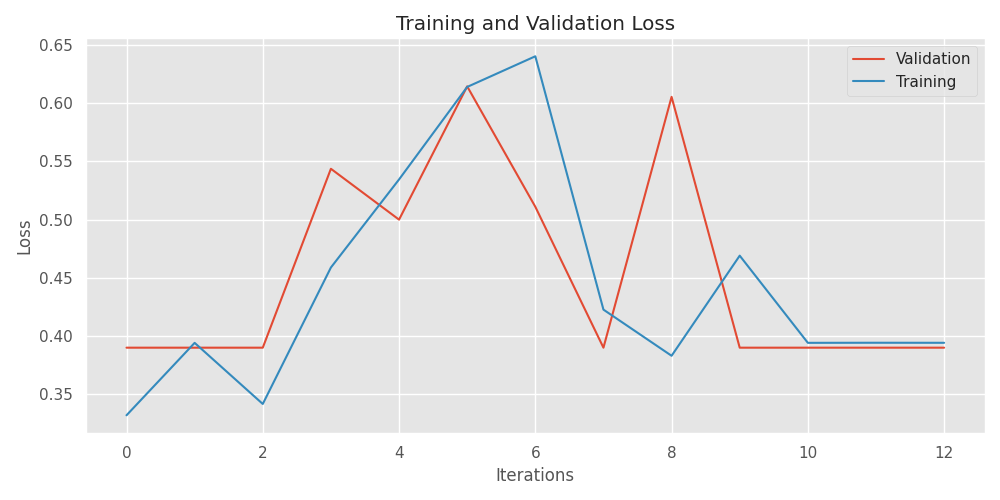 Training and Validation Loss
Validation
Training
0.65
0.60
0.55
0.50
0.45
0.40
0.35
Loss
0 2 4 6 8 10 12
Iterations